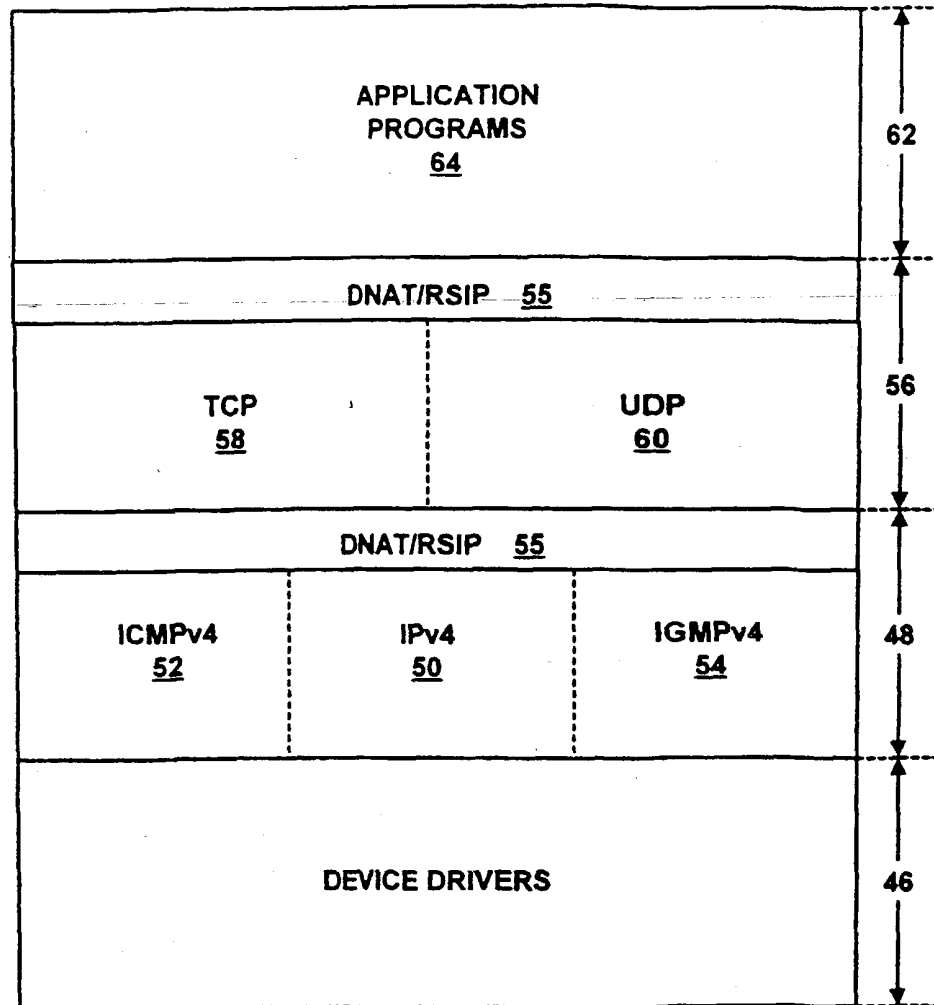 APPLICATION
PROGRAMS
64
62
DNAT/RSIP 55
56
TCP UDP
58 60
DNAT/RSIP 55
48
ICMPv4 IPv4 IGMPv4
52 50 54
DEVICE DRIVERS
46